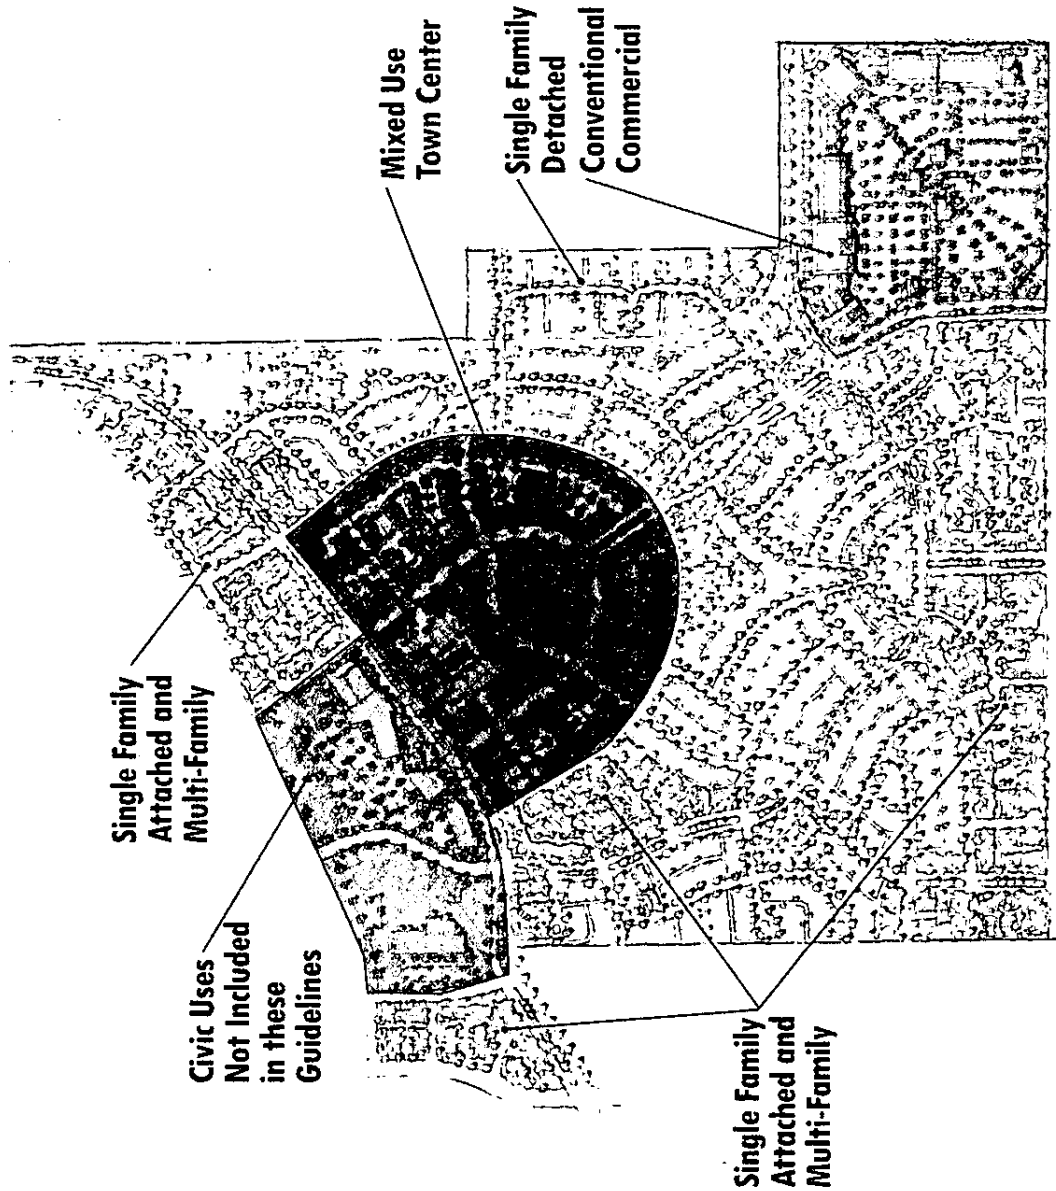 Single Family
Attached and
Multi-Family
Civic Uses
Not Included
in these
Guidelines
Mixed Use
Town Center
Single Family
Detached
Conventional
Commercial
Single Family
Attached and
Multi-Family